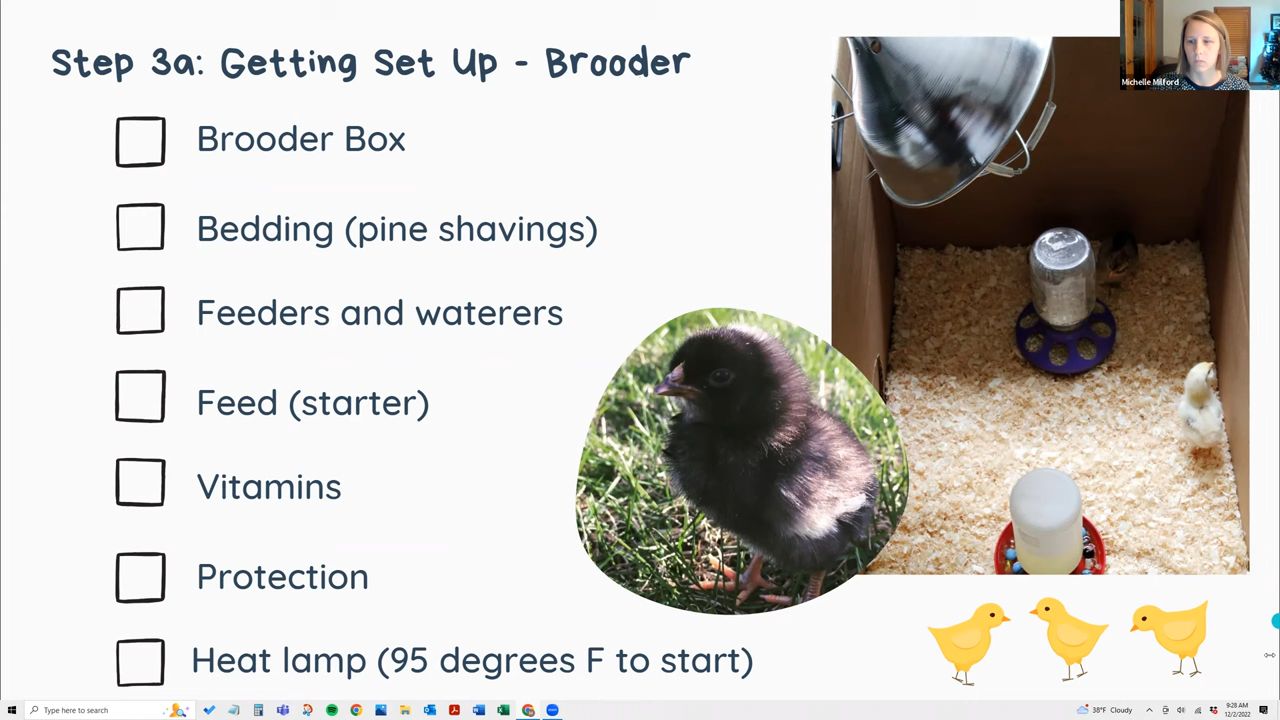 Step 3a: Getting Set Up - Brooder
Michelle Milford
Brooder Box
Bedding (pine shavings)
Feeders and waterers
Feed (starter)
Vitamins
Protection
Heat lamp (95 degrees F to start)
Type here to search
38°F Cloudy
9:28 AM
12/2/2022